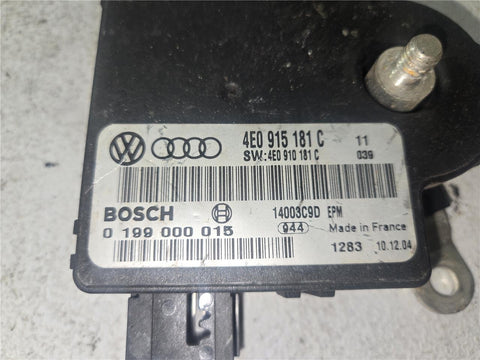 4E0 915 181 C 11
SW:4E0 910 181 C 039
BOSCH 14003C9D EPM
0 199 000 015 944 Made in France
1283 10.12.04